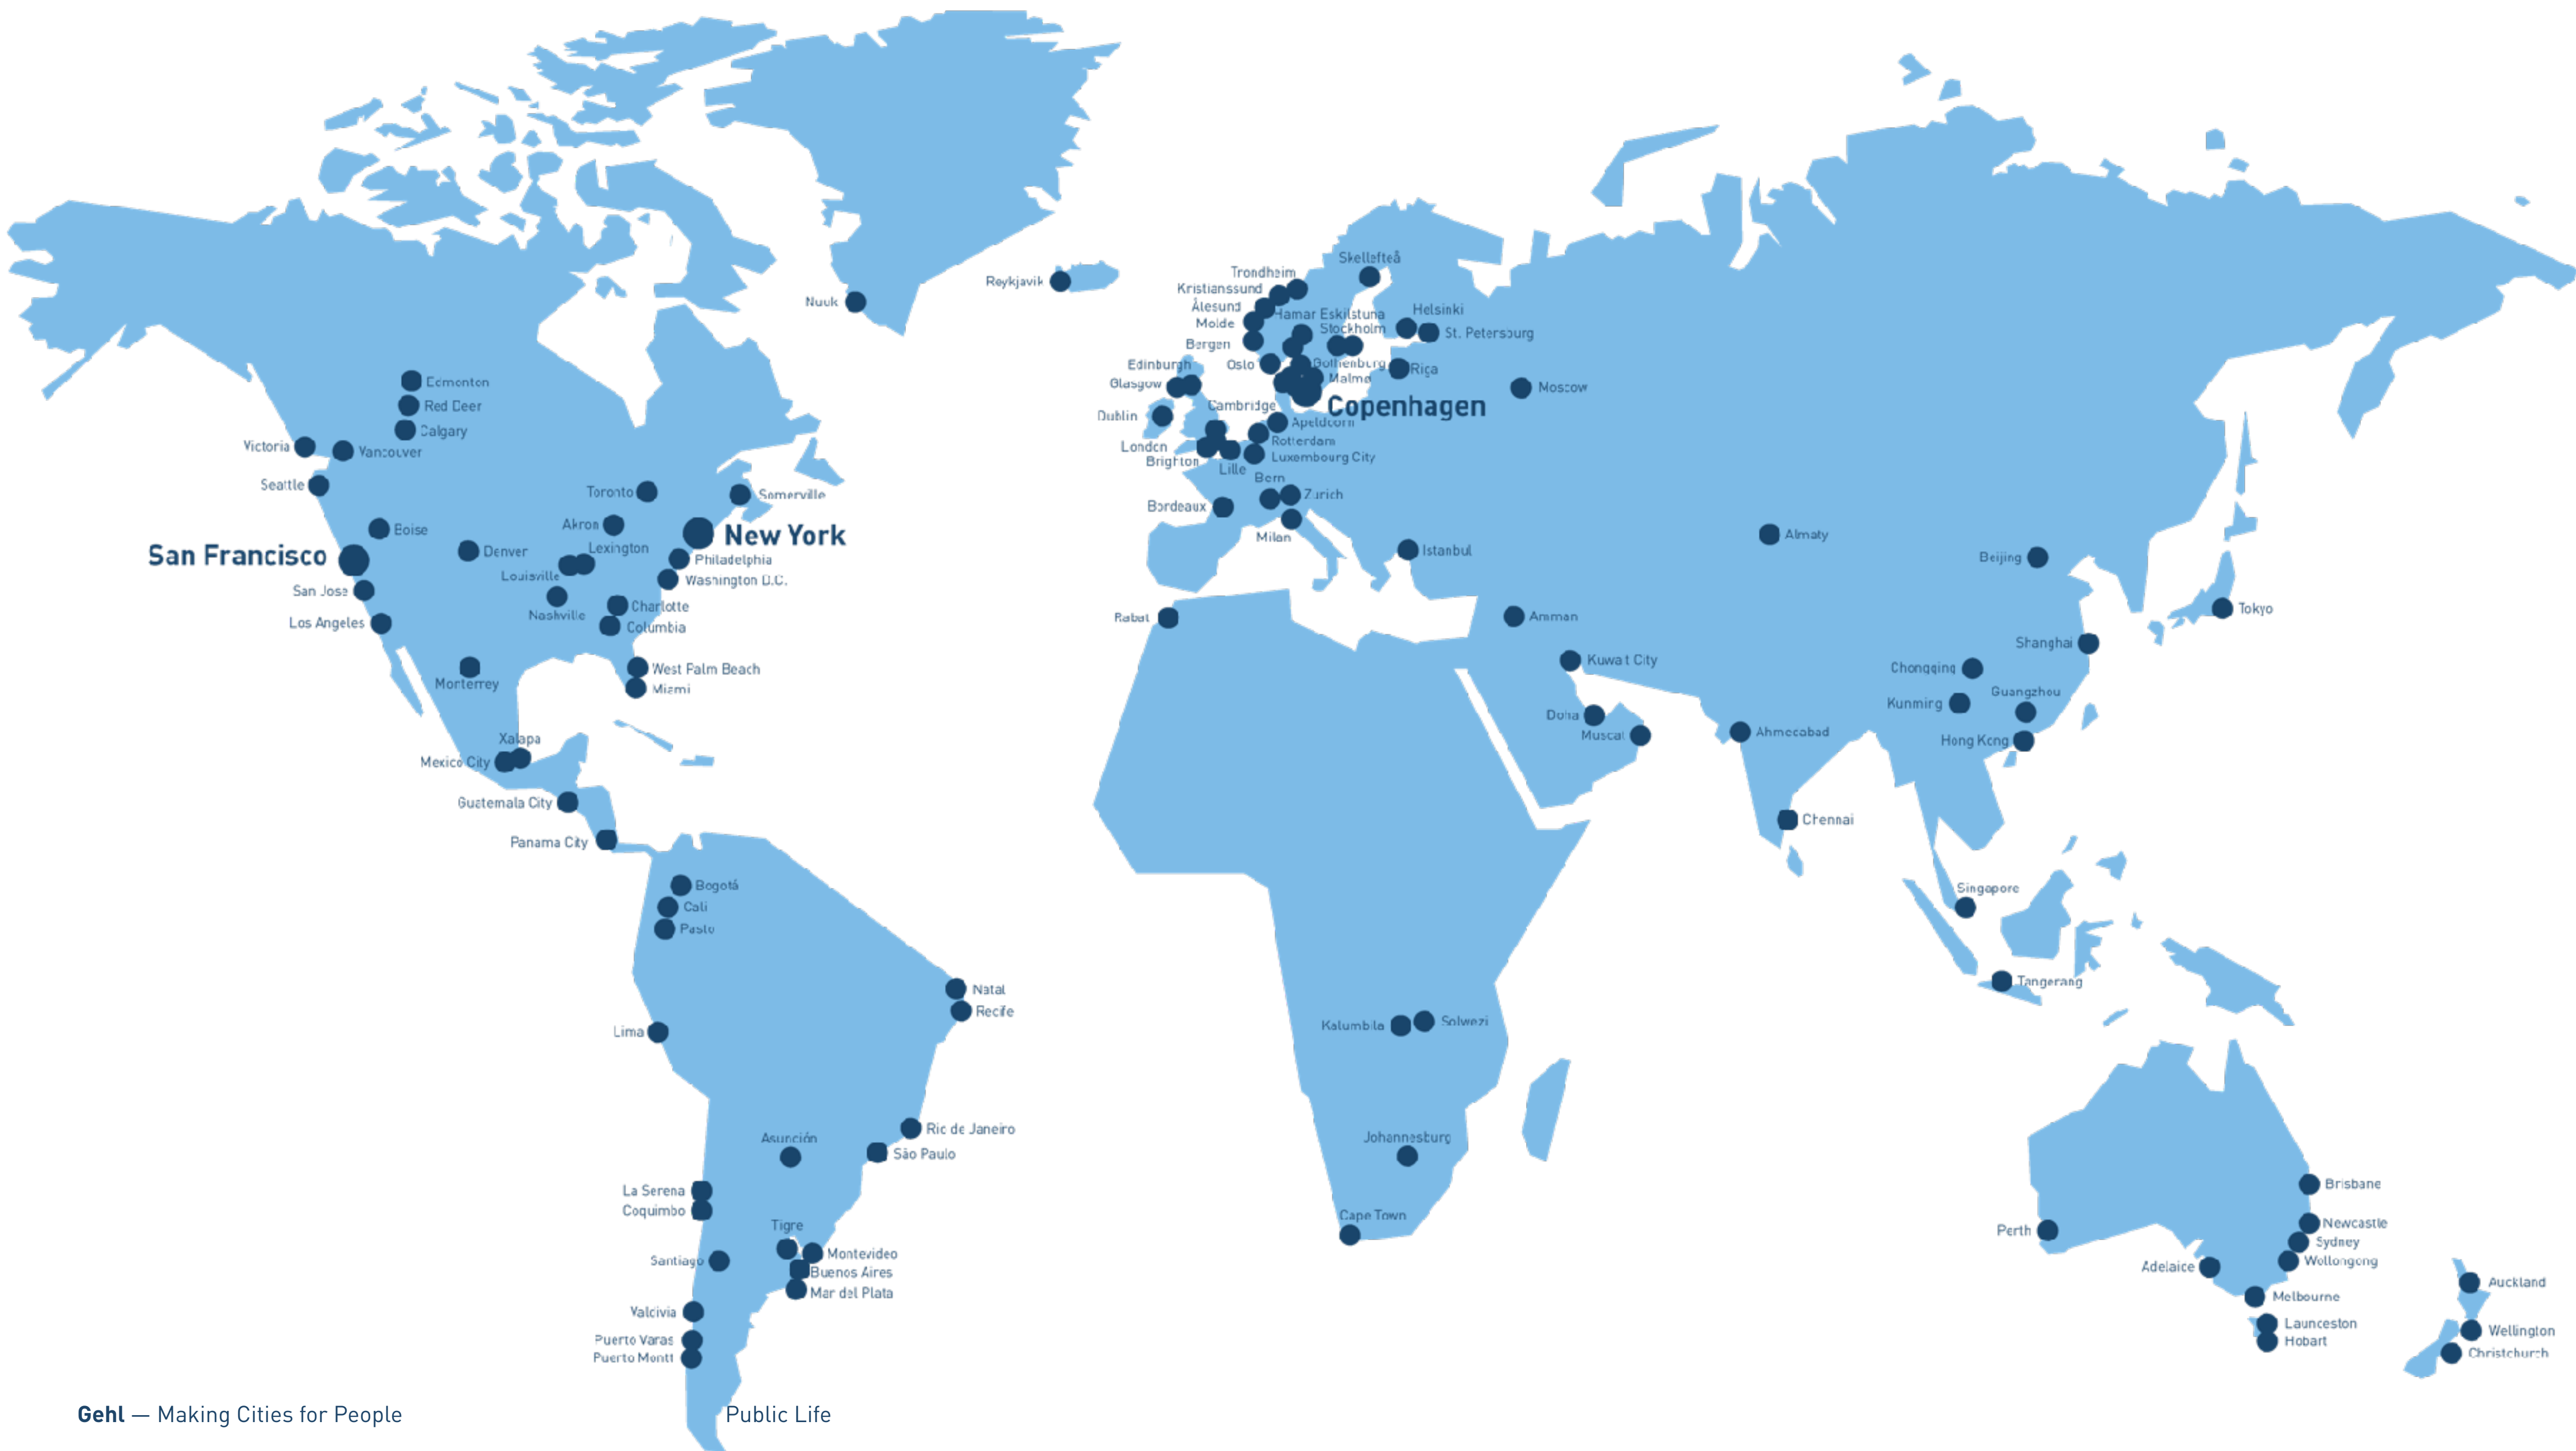 Skellefteå
Trondheim
Reykjavik
Kristianssund
Nuuk
Ålesund
Hamar Eskilstuna
Helsinki
Molde
Stockholm
St. Petersburg
Bergen
Edinburgh
Oslo
Gothenburg
Riga
Glasgow
Malmø
Moscow
Edmonton
Red Deer
Calgary
Cambridge
Copenhagen
Dublin
Apeldoorn
Victoria
Vancouver
London
Rotterdam
Brighton
Luxembourg City
Lille
Seattle
Toronto
Somerville
Bern
Zurich
Bordeaux
Boise
Akron
New York
Milan
Almaty
San Francisco
Denver
Lexington
Philadelphia
Istanbul
Beijing
Louisville
Washington D.C.
San Jose
Nashville
Charlotte
Rabat
Amman
Tokyo
Los Angeles
Columbia
Shanghai
West Palm Beach
Kuwait City
Chongqing
Monterrey
Miami
Kunming
Guangzhou
Doha
Xalapa
Muscat
Ahmedabad
Hong Kong
Mexico City
Guatemala City
Panama City
Chennai
Bogotá
Cali
Pasto
Singapore
Natal
Recife
Tangerang
Lima
Kalumbila
Solwezi
Rio de Janeiro
Asunción
São Paulo
Johannesburg
La Serena
Coquimbo
Brisbane
Cape Town
Tigre
Newcastle
Perth
Sydney
Santiago
Montevideo
Buenos Aires
Wollongong
Adelaide
Mar del Plata
Auckland
Melbourne
Valdivia
Launceston
Puerto Varas
Hobart
Wellington
Puerto Montt
Christchurch
Gehl — Making Cities for People
Public Life